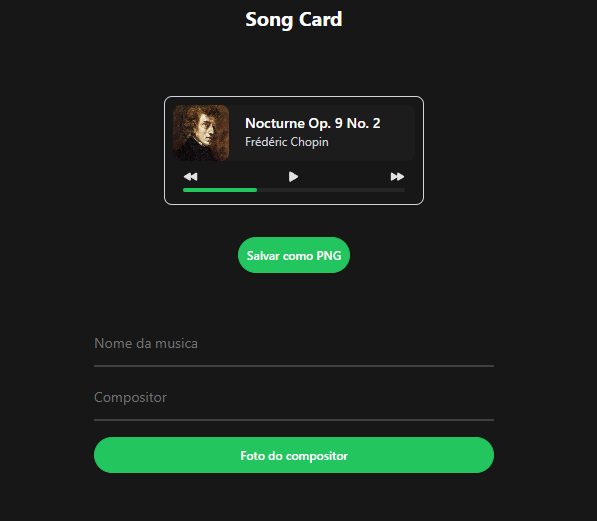 Song Card
Nocturne Op. 9 No. 2
Frédéric Chopin
Salvar como PNG
Nome da musica
Compositor
Foto do compositor